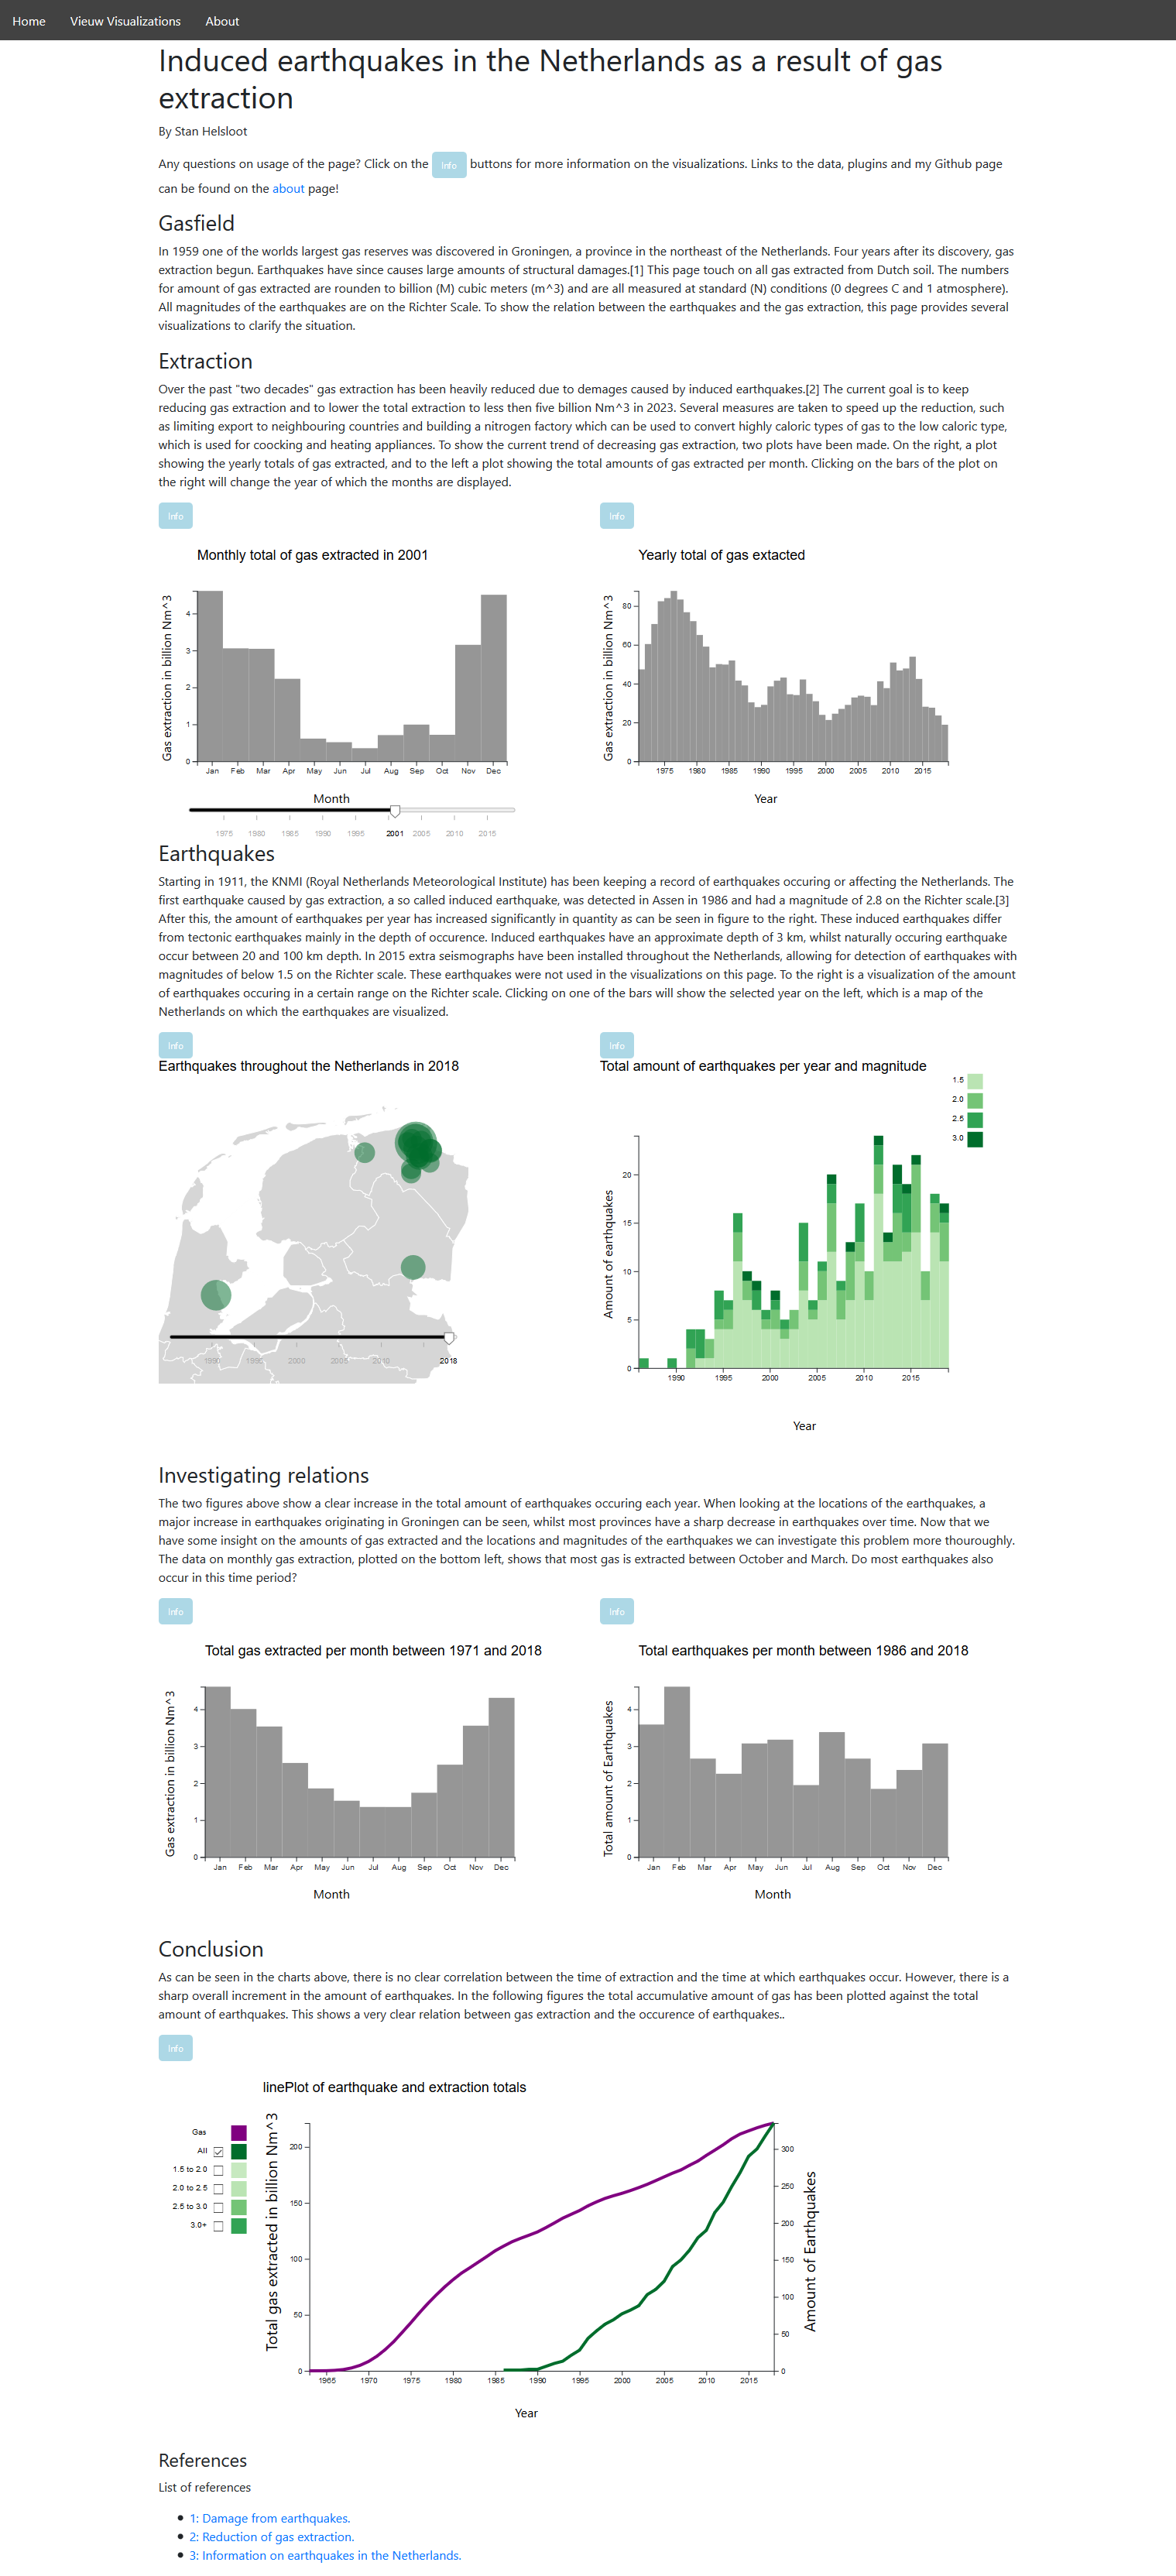 Home Vieuw Visualizations About
Induced earthquakes in the Netherlands as a result of gas
extraction
By Stan Helsloot
Any questions on usage of the page? Click on the Info buttons for more information on the visualizations. Links to the data, plugins and my Github page
can be found on the about page!
Gasfield
In 1959 one of the worlds largest gas reserves was discovered in Groningen, a province in the northeast of the Netherlands. Four years after its discovery, gas
extraction begun. Earthquakes have since causes large amounts of structural damages.[1] This page touch on all gas extracted from Dutch soil. The numbers
for amount of gas extracted are rounden to billion (M) cubic meters (m^3) and are all measured at standard (N) conditions (0 degrees C and 1 atmosphere).
All magnitudes of the earthquakes are on the Richter Scale. To show the relation between the earthquakes and the gas extraction, this page provides several
visualizations to clarify the situation.
Extraction
Over the past "two decades" gas extraction has been heavily reduced due to demages caused by induced earthquakes.[2] The current goal is to keep
reducing gas extraction and to lower the total extraction to less then five billion Nm^3 in 2023. Several measures are taken to speed up the reduction, such
as limiting export to neighbouring countries and building a nitrogen factory which can be used to convert highly caloric types of gas to the low caloric type,
which is used for coocking and heating appliances. To show the current trend of decreasing gas extraction, two plots have been made. On the right, a plot
showing the yearly totals of gas extracted, and to the left a plot showing the total amounts of gas extracted per month. Clicking on the bars of the plot on
the right will change the year of which the months are displayed.
Info
Monthly total of gas extracted in 2001
Gas extraction in billion Nm^3
4
3
2
1
0
Jan Feb Mar Apr May Jun Jul Aug Sep Oct Nov Dec
Month
1975 1980 1985 1990 1995 2001 2005 2010 2015
Info
Yearly total of gas extacted
Gas extraction in billion Nm^3
80
60
40
20
0
1975 1980 1985 1990 1995 2000 2005 2010 2015
Year
Earthquakes
Starting in 1911, the KNMI (Royal Netherlands Meteorological Institute) has been keeping a record of earthquakes occuring or affecting the Netherlands. The
first earthquake caused by gas extraction, a so called induced earthquake, was detected in Assen in 1986 and had a magnitude of 2.8 on the Richter scale.[3]
After this, the amount of earthquakes per year has increased significantly in quantity as can be seen in figure to the right. These induced earthquakes differ
from tectonic earthquakes mainly in the depth of occurence. Induced earthquakes have an approximate depth of 3 km, whilst naturally occuring earthquake
occur between 20 and 100 km depth. In 2015 extra seismographs have been installed throughout the Netherlands, allowing for detection of earthquakes with
magnitudes of below 1.5 on the Richter scale. These earthquakes were not used in the visualizations on this page. To the right is a visualization of the amount
of earthquakes occuring in a certain range on the Richter scale. Clicking on one of the bars will show the selected year on the left, which is a map of the
Netherlands on which the earthquakes are visualized.
Info
Earthquakes throughout the Netherlands in 2018
1990 1995 2000 2005 2010 2018
Info
Total amount of earthquakes per year and magnitude
1.5
2.0
2.5
3.0
Amount of earthquakes
20
15
10
5
0
1990 1995 2000 2005 2010 2015
Year
Investigating relations
The two figures above show a clear increase in the total amount of earthquakes occuring each year. When looking at the locations of the earthquakes, a
major increase in earthquakes originating in Groningen can be seen, whilst most provinces have a sharp decrease in earthquakes over time. Now that we
have some insight on the amounts of gas extracted and the locations and magnitudes of the earthquakes we can investigate this problem more thouroughly.
The data on monthly gas extraction, plotted on the bottom left, shows that most gas is extracted between October and March. Do most earthquakes also
occur in this time period?
Info
Total gas extracted per month between 1971 and 2018
Gas extraction in billion Nm^3
4
3
2
1
0
Jan Feb Mar Apr May Jun Jul Aug Sep Oct Nov Dec
Month
Info
Total earthquakes per month between 1986 and 2018
Total amount of Earthquakes
4
3
2
1
0
Jan Feb Mar Apr May Jun Jul Aug Sep Oct Nov Dec
Month
Conclusion
As can be seen in the charts above, there is no clear correlation between the time of extraction and the time at which earthquakes occur. However, there is a
sharp overall increment in the amount of earthquakes. In the following figures the total accumulative amount of gas has been plotted against the total
amount of earthquakes. This shows a very clear relation between gas extraction and the occurence of earthquakes..
Info
linePlot of earthquake and extraction totals
Gas
All
1.5 to 2.0
2.0 to 2.5
2.5 to 3.0
3.0+
Total gas extracted in billion Nm^3
200
150
100
50
0
1965 1970 1975 1980 1985 1990 1995 2000 2005 2010 2015
300
250
200
150
100
50
0
Amount of Earthquakes
Year
References
List of references
1: Damage from earthquakes.
2: Reduction of gas extraction.
3: Information on earthquakes in the Netherlands.